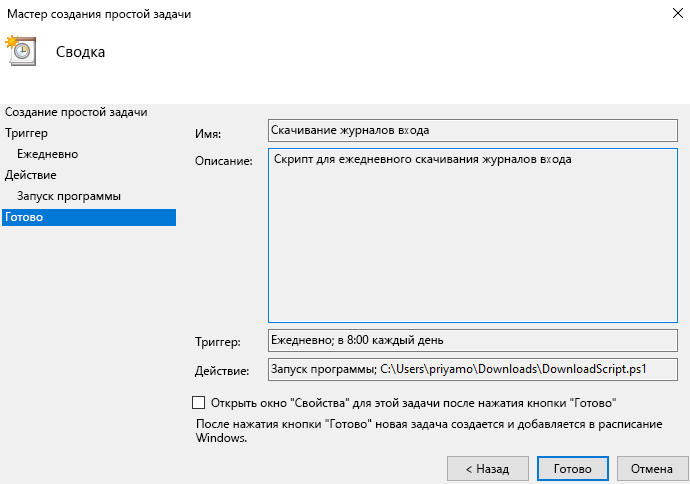 Мастер создания простой задачи
Сводка
Создание простой задачи
Триггер
Ежедневно
Действие
Запуск программы
Готово
Имя: Скачивание журналов входа
Описание: Скрипт для ежедневного скачивания журналов входа
Триггер: Ежедневно; в 8:00 каждый день
Действие: Запуск программы; C:\Users\priyamo\Downloads\DownloadScript.ps1
Открыть окно "Свойства" для этой задачи после нажатия кнопки "Готово"
После нажатия кнопки "Готово" новая задача создается и добавляется в расписание
Windows.
< Назад Готово Отмена